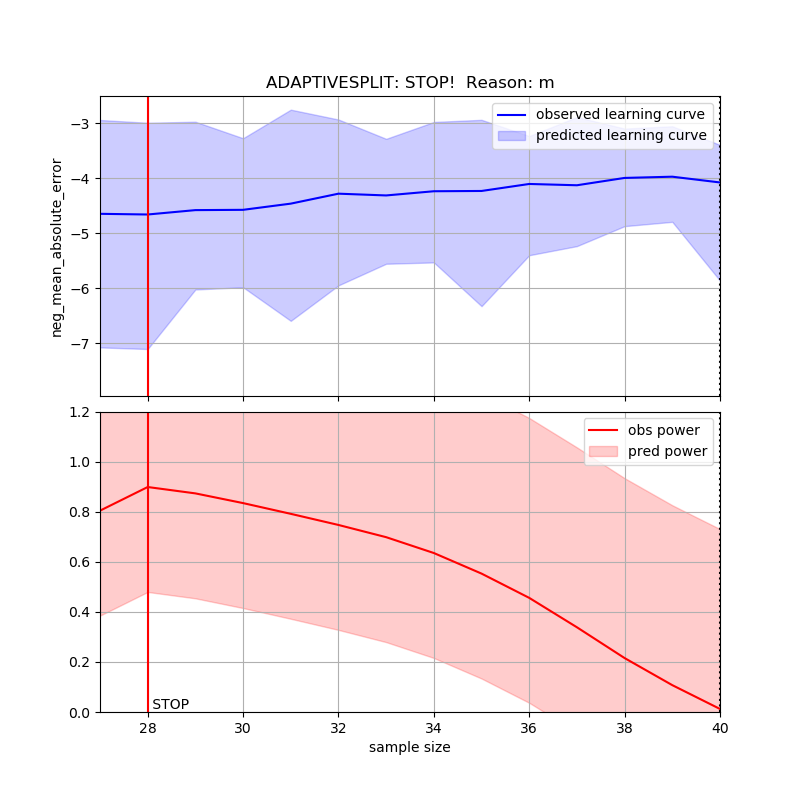 ADAPTIVESPLIT: STOP!  Reason: m
observed learning curve
predicted learning curve
neg_mean_absolute_error
−3
−4
−5
−6
−7
obs power
pred power
1.2
1.0
0.8
0.6
0.4
0.2
0.0
STOP
28 30 32 34 36 38 40
sample size